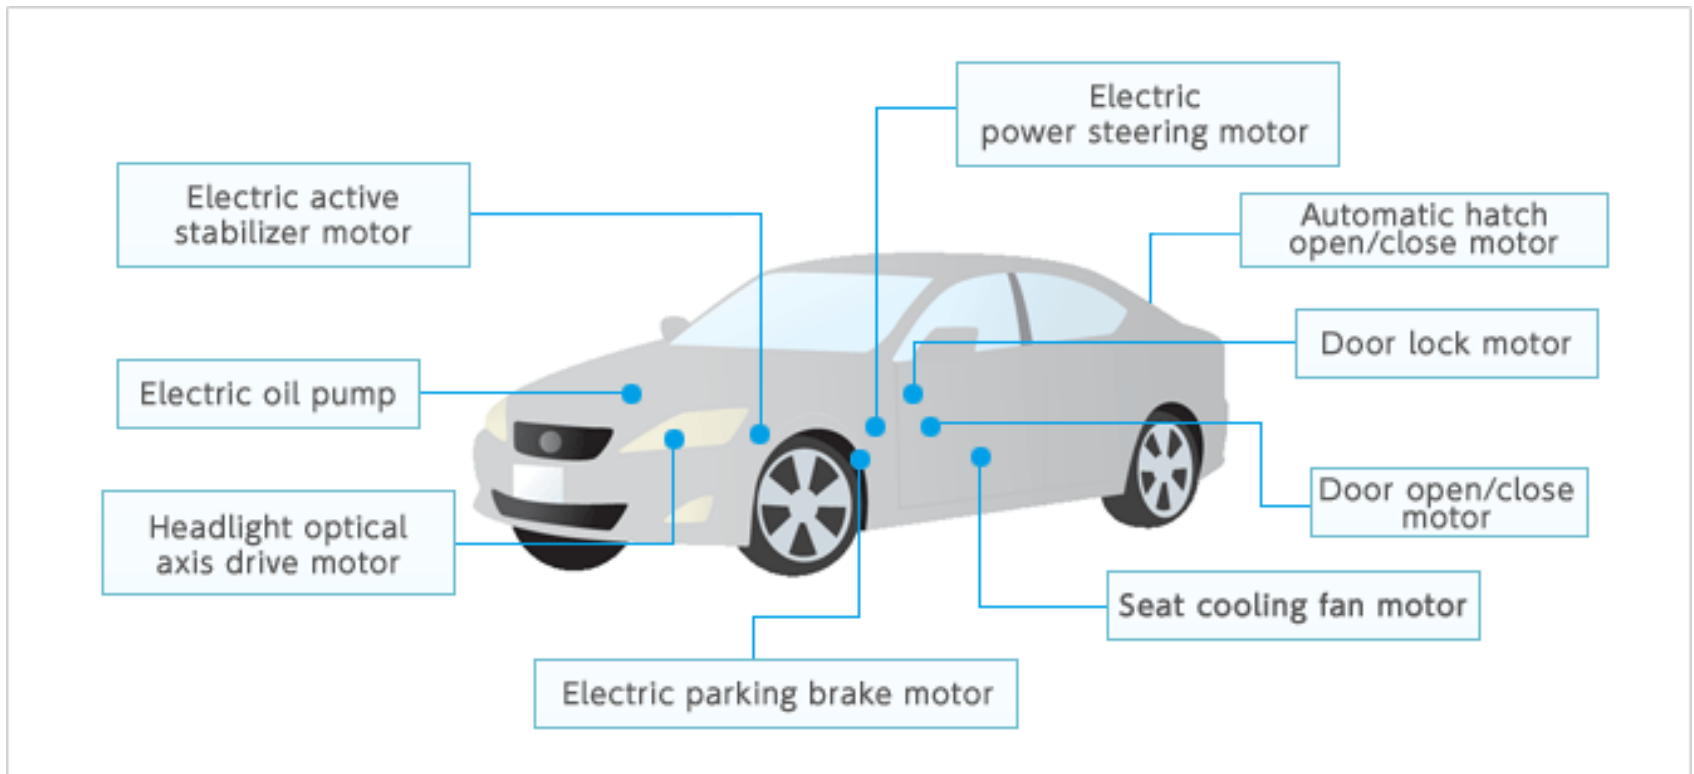 Electric
power steering motor
Electric active
stabilizer motor
Automatic hatch
open/close motor
Door lock motor
Electric oil pump
Door open/close
motor
Headlight optical
axis drive motor
Seat cooling fan motor
Electric parking brake motor